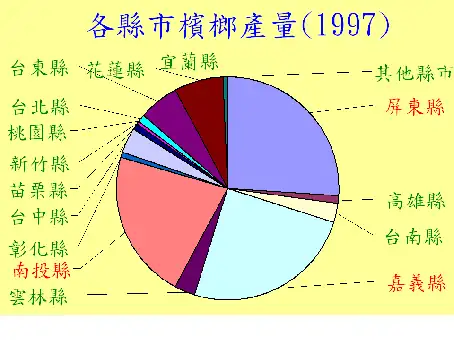 各縣市檳榔產量(1997)
宜蘭縣
花蓮縣
台東縣
其他縣市
屏東縣
台北縣
桃園縣
新竹縣
苗栗縣
高雄縣
台中縣
台南縣
彰化縣
南投縣
嘉義縣
雲林縣